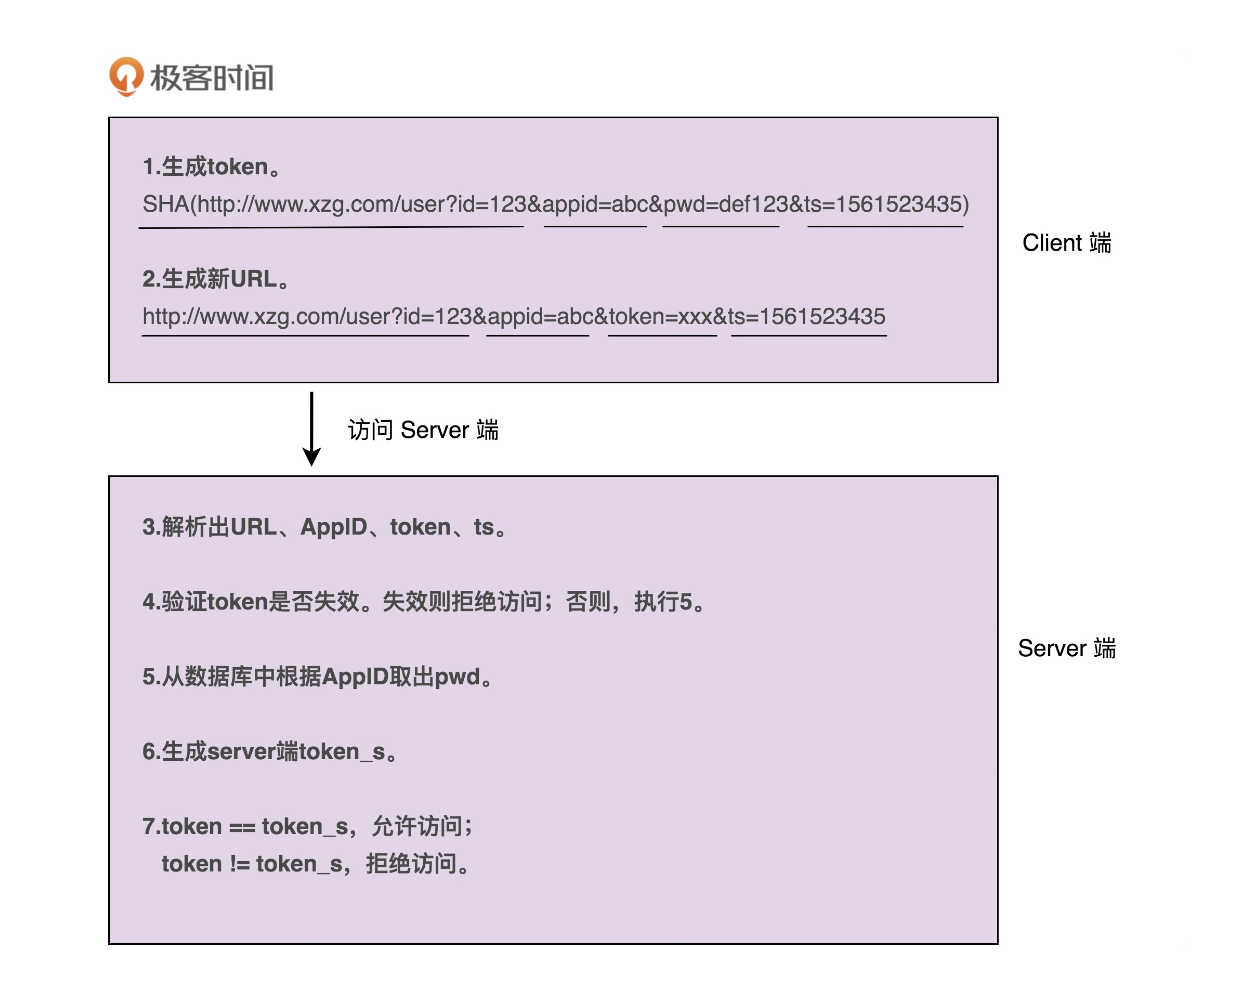 极客时间
1.生成token。
SHA(http://www.xzg.com/user?id=123&appid=abc&pwd=def123&ts=1561523435)
Client 端
2.生成新URL。
http://www.xzg.com/user?id=123&appid=abc&token=xxx&ts=1561523435
访问 Server 端
3.解析出URL、AppID、token、ts。
4.验证token是否失效。失效则拒绝访问；否则，执行5。
Server 端
5.从数据库中根据AppID取出pwd。
6.生成server端token_s。
7.token == token_s，允许访问；
token != token_s，拒绝访问。